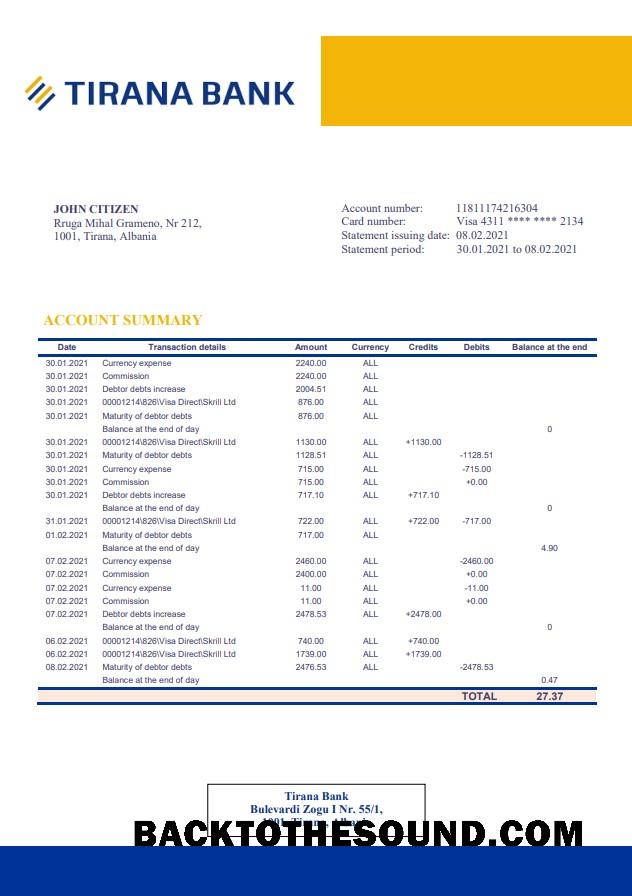 TIRANA BANK
JOHN CITIZEN
Rruga Mihal Grameno, Nr 212,
1001, Tirana, Albania
Account number: 11811174216304
Card number: Visa 4311 **** **** 2134
Statement issuing date: 08.02.2021
Statement period: 30.01.2021 to 08.02.2021
ACCOUNT SUMMARY
Date Transaction details Amount Currency Credits Debits Balance at the end
30.01.2021 Currency expense 2240.00 ALL
30.01.2021 Commission 2240.00 ALL
30.01.2021 Debtor debts increase 2004.51 ALL
30.01.2021 00001214\826\Visa Direct\Skrill Ltd 876.00 ALL
30.01.2021 Maturity of debtor debts 876.00 ALL
Balance at the end of day 0
30.01.2021 00001214\826\Visa Direct\Skrill Ltd 1130.00 ALL +1130.00
30.01.2021 Maturity of debtor debts 1128.51 ALL -1128.51
30.01.2021 Currency expense 715.00 ALL -715.00
30.01.2021 Commission 715.00 ALL +0.00
30.01.2021 Debtor debts increase 717.10 ALL +717.10
Balance at the end of day 0
31.01.2021 00001214\826\Visa Direct\Skrill Ltd 722.00 ALL +722.00 -717.00
01.02.2021 Maturity of debtor debts 717.00 ALL
Balance at the end of day 4.90
07.02.2021 Currency expense 2460.00 ALL -2460.00
07.02.2021 Commission 2400.00 ALL +0.00
07.02.2021 Currency expense 11.00 ALL -11.00
07.02.2021 Commission 11.00 ALL +0.00
07.02.2021 Debtor debts increase 2478.53 ALL +2478.00
Balance at the end of day 0
06.02.2021 00001214\826\Visa Direct\Skrill Ltd 740.00 ALL +740.00
06.02.2021 00001214\826\Visa Direct\Skrill Ltd 1739.00 ALL +1739.00
08.02.2021 Maturity of debtor debts 2476.53 ALL -2478.53
Balance at the end of day 0.47
TOTAL 27.37
Tirana Bank
Bulevardi Zogu I Nr. 55/1,
BACKTOTHESOUND.COM